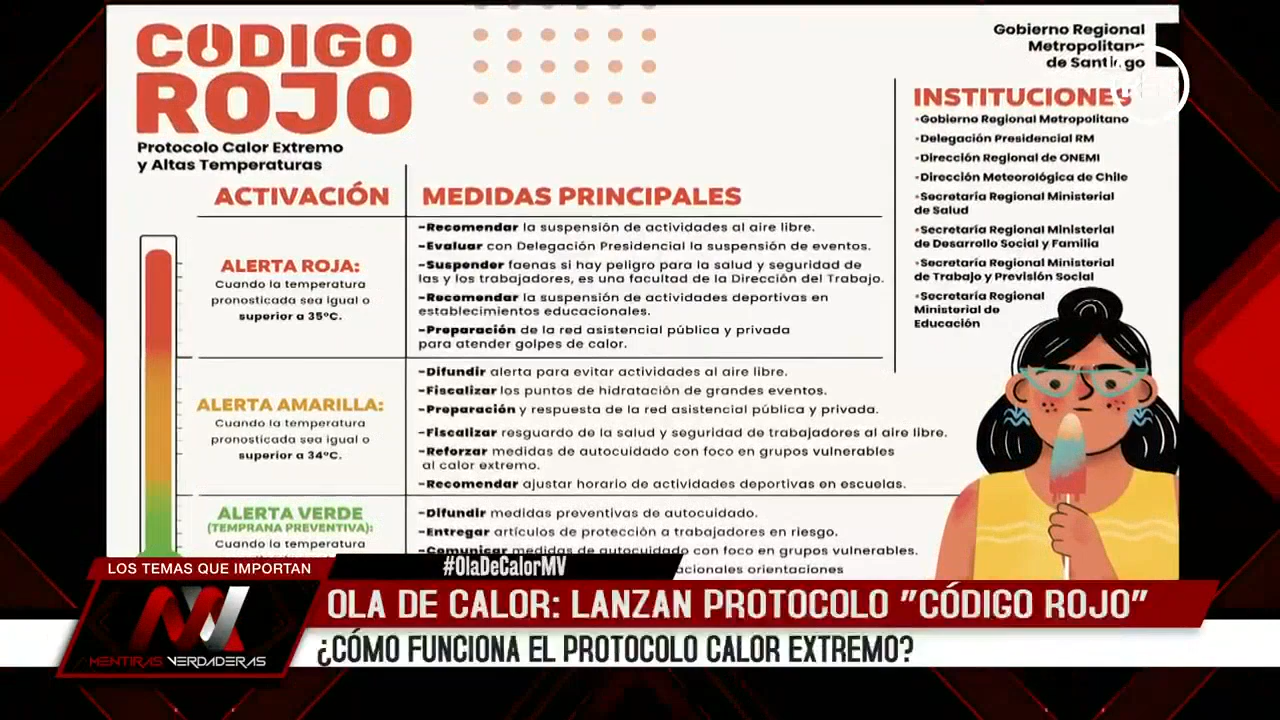 CÓDIGO
ROJO
Protocolo Calor Extremo
y Altas Temperaturas
Gobierno Regional
Metropolitano
de Santiago
ACTIVACIÓN
MEDIDAS PRINCIPALES
INSTITUCIONES
•Gobierno Regional Metropolitano
•Delegación Presidencial RM
•Dirección Regional de ONEMI
•Dirección Meteorológica de Chile
•Secretaría Regional Ministerial
de Salud
•Secretaría Regional Ministerial
de Desarrollo Social y Familia
•Secretaría Regional Ministerial
de Trabajo y Previsión Social
•Secretaría Regional
Ministerial de
Educación
ALERTA ROJA:
Cuando la temperatura
pronosticada sea igual o
superior a 35°C.
-Recomendar la suspensión de actividades al aire libre.
-Evaluar con Delegación Presidencial la suspensión de eventos.
-Suspender faenas si hay peligro para la salud y seguridad de
las y los trabajadores, es una facultad de la Dirección del Trabajo.
-Recomendar la suspensión de actividades deportivas en
establecimientos educacionales.
-Preparación de la red asistencial pública y privada
para atender golpes de calor.
ALERTA AMARILLA:
Cuando la temperatura
pronosticada sea igual o
superior a 34°C.
-Difundir alerta para evitar actividades al aire libre.
-Fiscalizar los puntos de hidratación de grandes eventos.
-Preparación y respuesta de la red asistencial pública y privada.
-Fiscalizar resguardo de la salud y seguridad de trabajadores al aire libre.
-Reforzar medidas de autocuidado con foco en grupos vulnerables
al calor extremo.
-Recomendar ajustar horario de actividades deportivas en escuelas.
ALERTA VERDE
(TEMPRANA PREVENTIVA):
Cuando la temperatura
-Difundir medidas preventivas de autocuidado.
-Entregar artículos de protección a trabajadores en riesgo.
-Comunicar medidas de autocuidado con foco en grupos vulnerables.
orientaciones
#OlaDeCalorMV
LOS TEMAS QUE IMPORTAN
MV
MENTIRAS VERDADERAS
OLA DE CALOR: LANZAN PROTOCOLO "CÓDIGO ROJO"
¿CÓMO FUNCIONA EL PROTOCOLO CALOR EXTREMO?